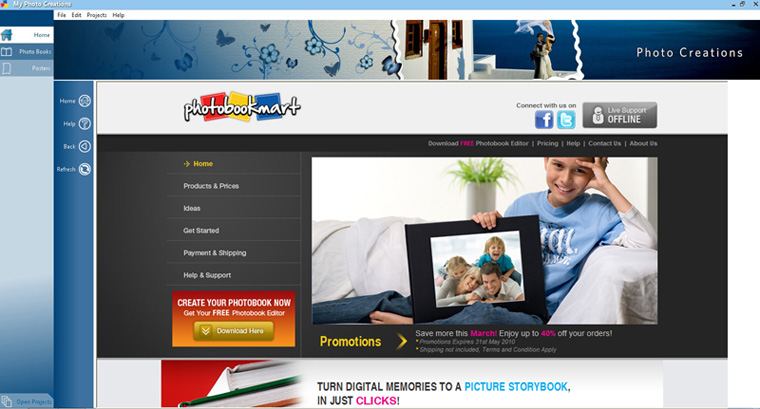 My Photo Creations
File Edit Projects Help
Home
Photo Books
Posters
Photo Creations
Home
Help
Back
Refresh
photobookmart
Connect with us on
Live Support
OFFLINE
Download FREE Photobook Editor | Pricing | Help | Contact Us | About Us
Home
Products & Prices
Ideas
Get Started
Payment & Shipping
Help & Support
CREATE YOUR PHOTOBOOK NOW
Get Your FREE Photobook Editor
Download Here
Promotions
Save more this March! Enjoy up to 40% off your orders!
* Promotions Expires 31st May 2010
* Shipping not included, Terms and Condition Apply
TURN DIGITAL MEMORIES TO A PICTURE STORYBOOK,
IN JUST CLICKS!
Open Projects